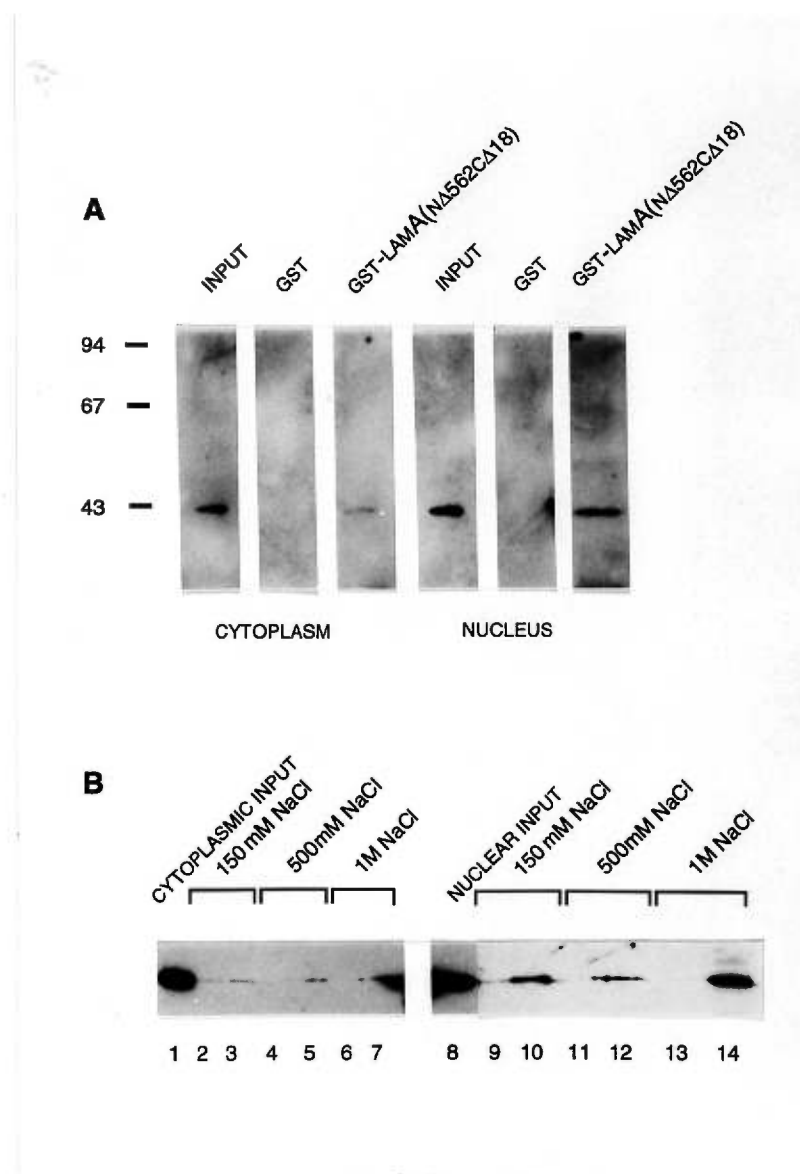 A
INPUT
GST
GST-LAMA(NΔ562CΔ18)
INPUT
GST
GST-LAMA(NΔ562CΔ18)
94
67
43
CYTOPLASM
NUCLEUS
B
CYTOPLASMIC INPUT
150 mM NaCl
500mM NaCl
1M NaCl
NUCLEAR INPUT
150 mM NaCl
500mM NaCl
1M NaCl
1 2 3 4 5 6 7 8 9 10 11 12 13 14